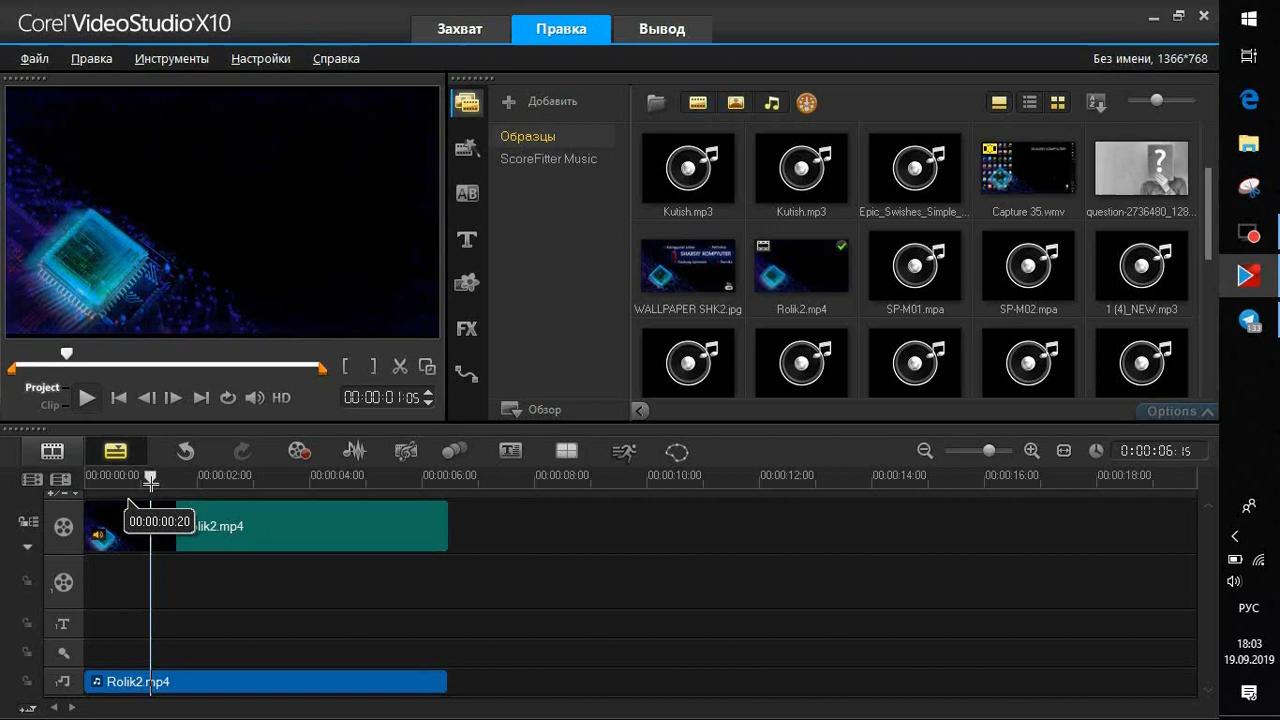 Corel VideoStudio X10
Захват
Правка
Вывод
Файл
Правка
Инструменты
Настройки
Справка
Без имени, 1366*768
Добавить
Образцы
ScoreFitter Music
Kutish.mp3
Kutish.mp3
Epic_Swishes_Simple_...
Capture 35.wmv
question-2736480_128...
WALLPAPER SHK2.jpg
Rolik2.mp4
SP-M01.mpa
SP-M02.mpa
1 (4)_NEW.mp3
Обзор
Options
Project
Clip
HD
00:00:01:05
0:00:06:15
00:00:00:00
00:00:02:00
00:00:04:00
00:00:06:00
00:00:08:00
00:00:10:00
00:00:12:00
00:00:14:00
00:00:16:00
00:00:18:00
00:00:00:20
lik2.mp4
Rolik2.mp4
РУС
18:03
19.09.2019